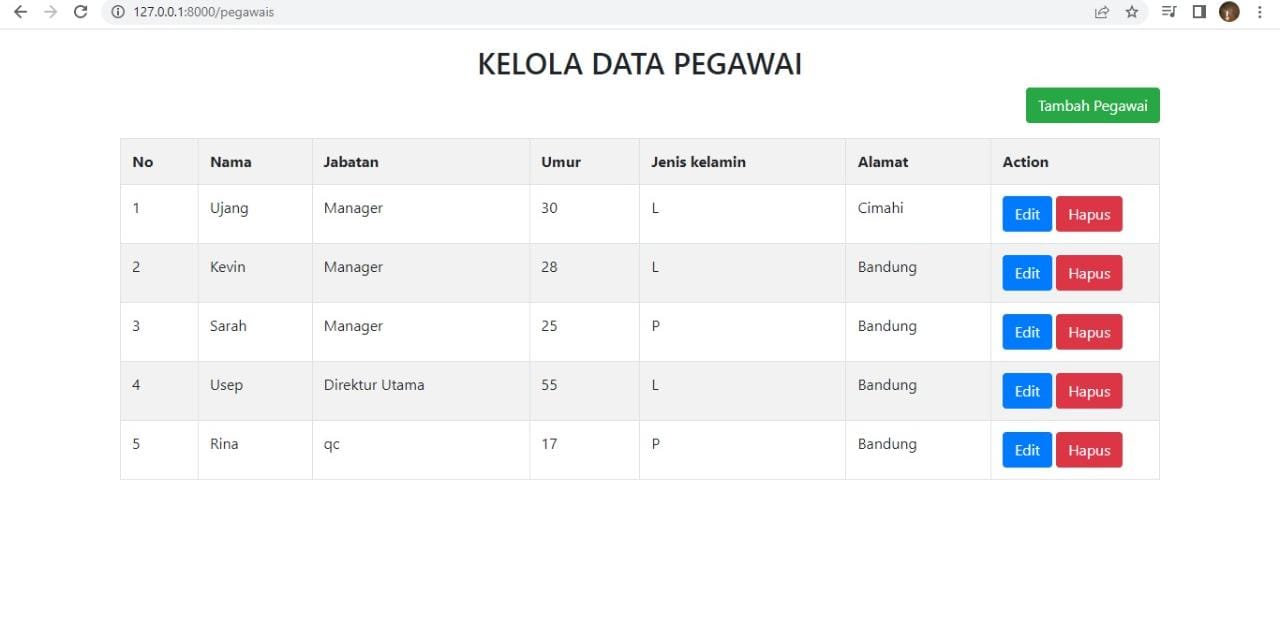 127.0.0.1:8000/pegawais
KELOLA DATA PEGAWAI
Tambah Pegawai
No Nama Jabatan Umur Jenis kelamin Alamat Action
1 Ujang Manager 30 L Cimahi Edit Hapus
2 Kevin Manager 28 L Bandung Edit Hapus
3 Sarah Manager 25 P Bandung Edit Hapus
4 Usep Direktur Utama 55 L Bandung Edit Hapus
5 Rina qc 17 P Bandung Edit Hapus